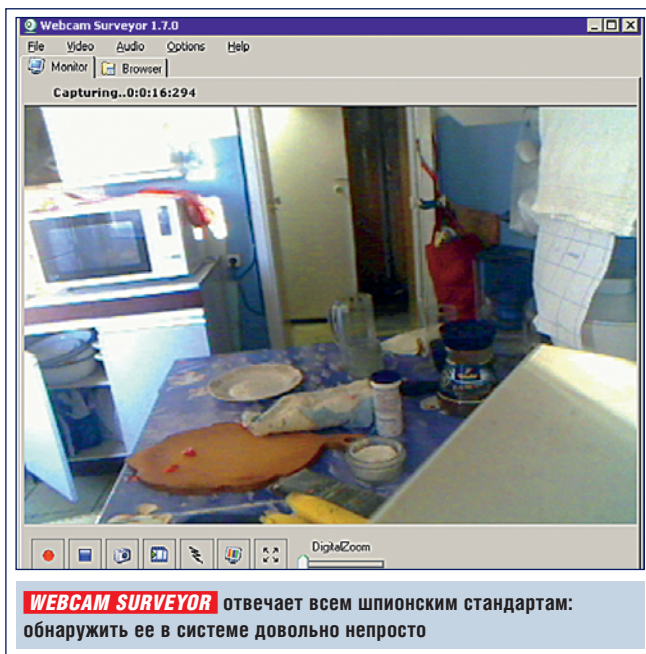 Webcam Surveyor 1.7.0
File Video Audio Options Help
Monitor Browser
Capturing..0:0:16:294
DigitalZoom
WEBCAM SURVEYOR отвечает всем шпионским стандартам:
обнаружить ее в системе довольно непросто